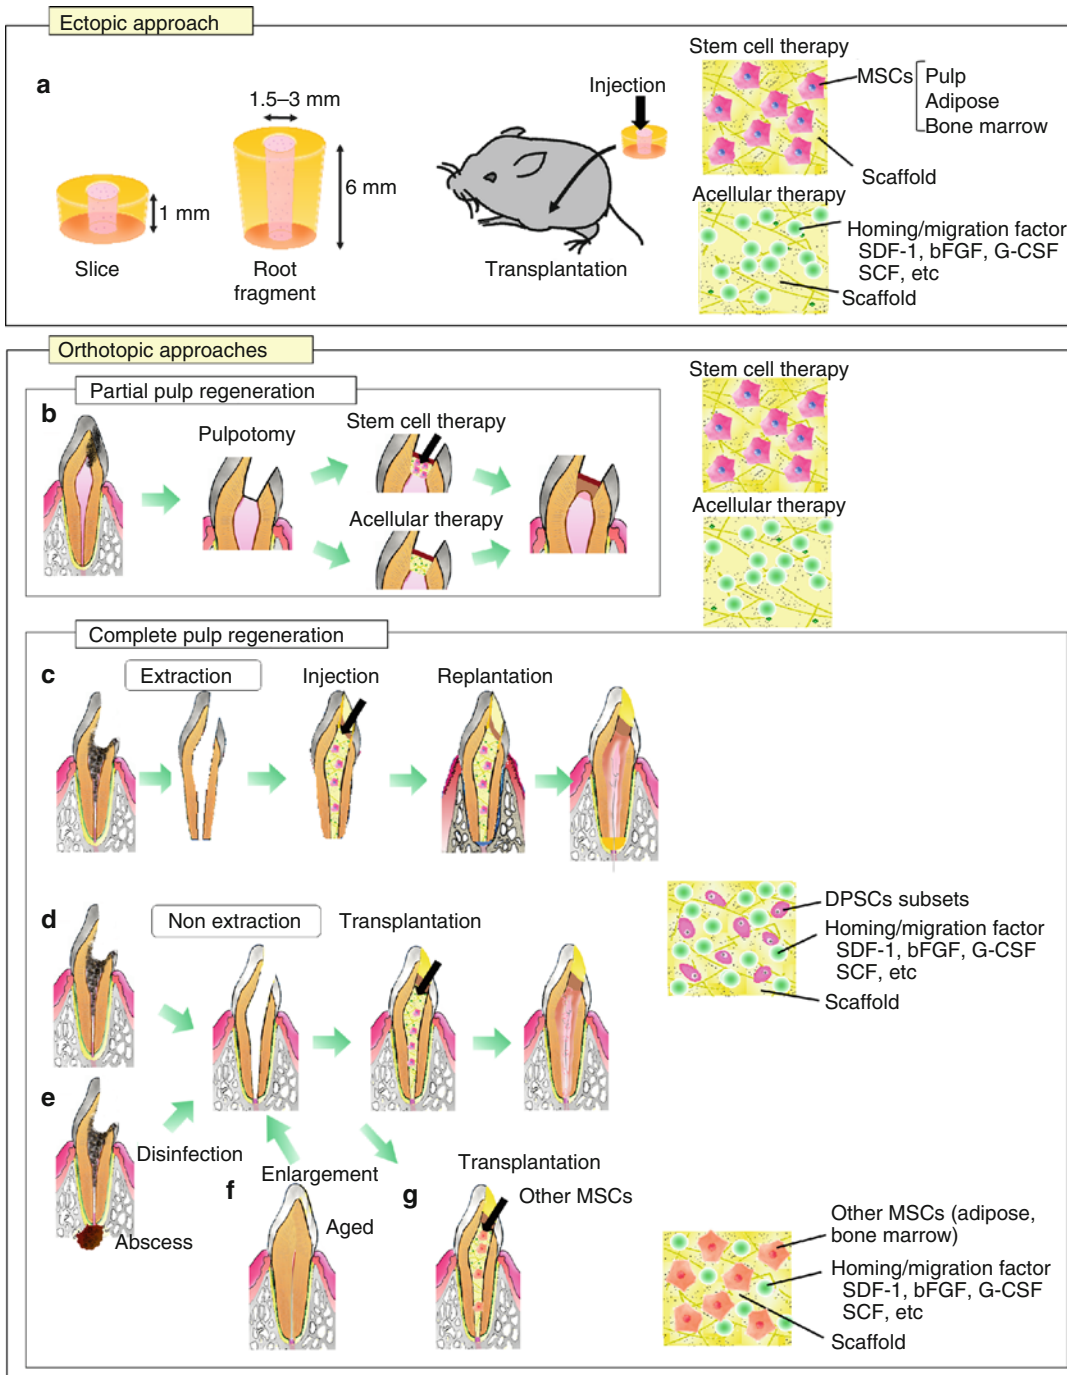 Ectopic approach
a
1.5–3 mm
1 mm
6 mm
Slice
Root
fragment
Injection
Transplantation
Stem cell therapy
MSCs
Pulp
Adipose
Bone marrow
Scaffold
Acellular therapy
Homing/migration factor
SDF-1, bFGF, G-CSF
SCF, etc
Scaffold
Orthotopic approaches
Partial pulp regeneration
b
Pulpotomy
Stem cell therapy
Acellular therapy
Stem cell therapy
Acellular therapy
Complete pulp regeneration
c
Extraction
Injection
Replantation
d
Non extraction
Transplantation
DPSCs subsets
Homing/migration factor
SDF-1, bFGF, G-CSF
SCF, etc
Scaffold
e
Disinfection
Abscess
f
Enlargement
Aged
g
Transplantation
Other MSCs
Other MSCs (adipose,
bone marrow)
Homing/migration factor
SDF-1, bFGF, G-CSF
SCF, etc
Scaffold